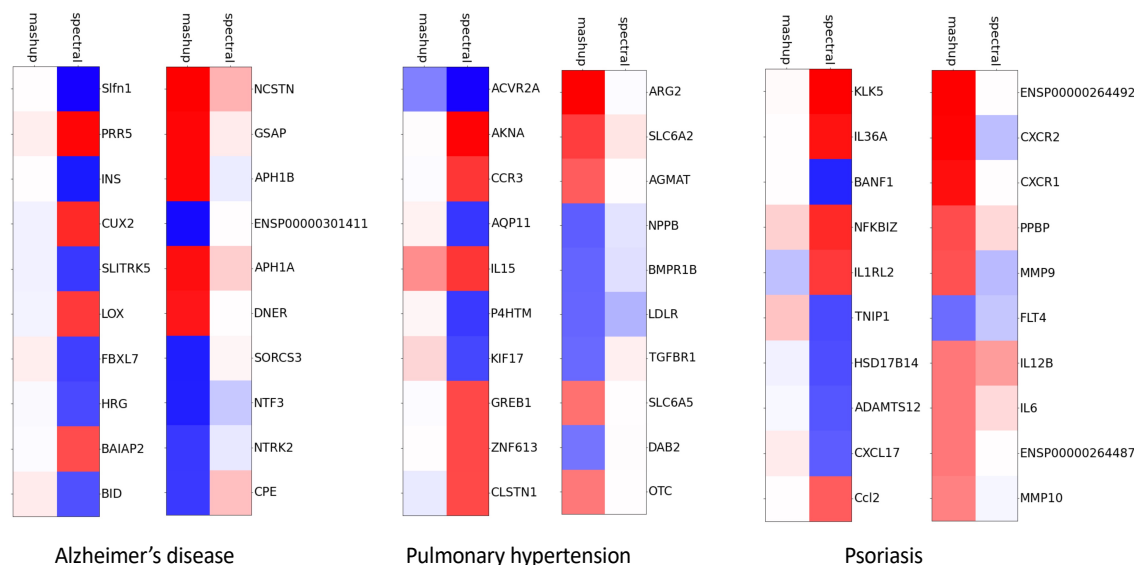 mashup
spectral
Slfn1
PRR5
INS
CUX2
SLITRK5
LOX
FBXL7
HRG
BAIAP2
BID
mashup
spectral
NCSTN
GSAP
APH1B
ENSP00000301411
APH1A
DNER
SORCS3
NTF3
NTRK2
CPE
Alzheimer's disease
mashup
spectral
ACVR2A
AKNA
CCR3
AQP11
IL15
P4HTM
KIF17
GREB1
ZNF613
CLSTN1
mashup
spectral
ARG2
SLC6A2
AGMAT
NPPB
BMPR1B
LDLR
TGFBR1
SLC6A5
DAB2
OTC
Pulmonary hypertension
mashup
spectral
KLK5
IL36A
BANF1
NFKBIZ
IL1RL2
TNIP1
HSD17B14
ADAMTS12
CXCL17
Ccl2
mashup
spectral
ENSP00000264492
CXCR2
CXCR1
PPBP
MMP9
FLT4
IL12B
IL6
ENSP00000264487
MMP10
Psoriasis